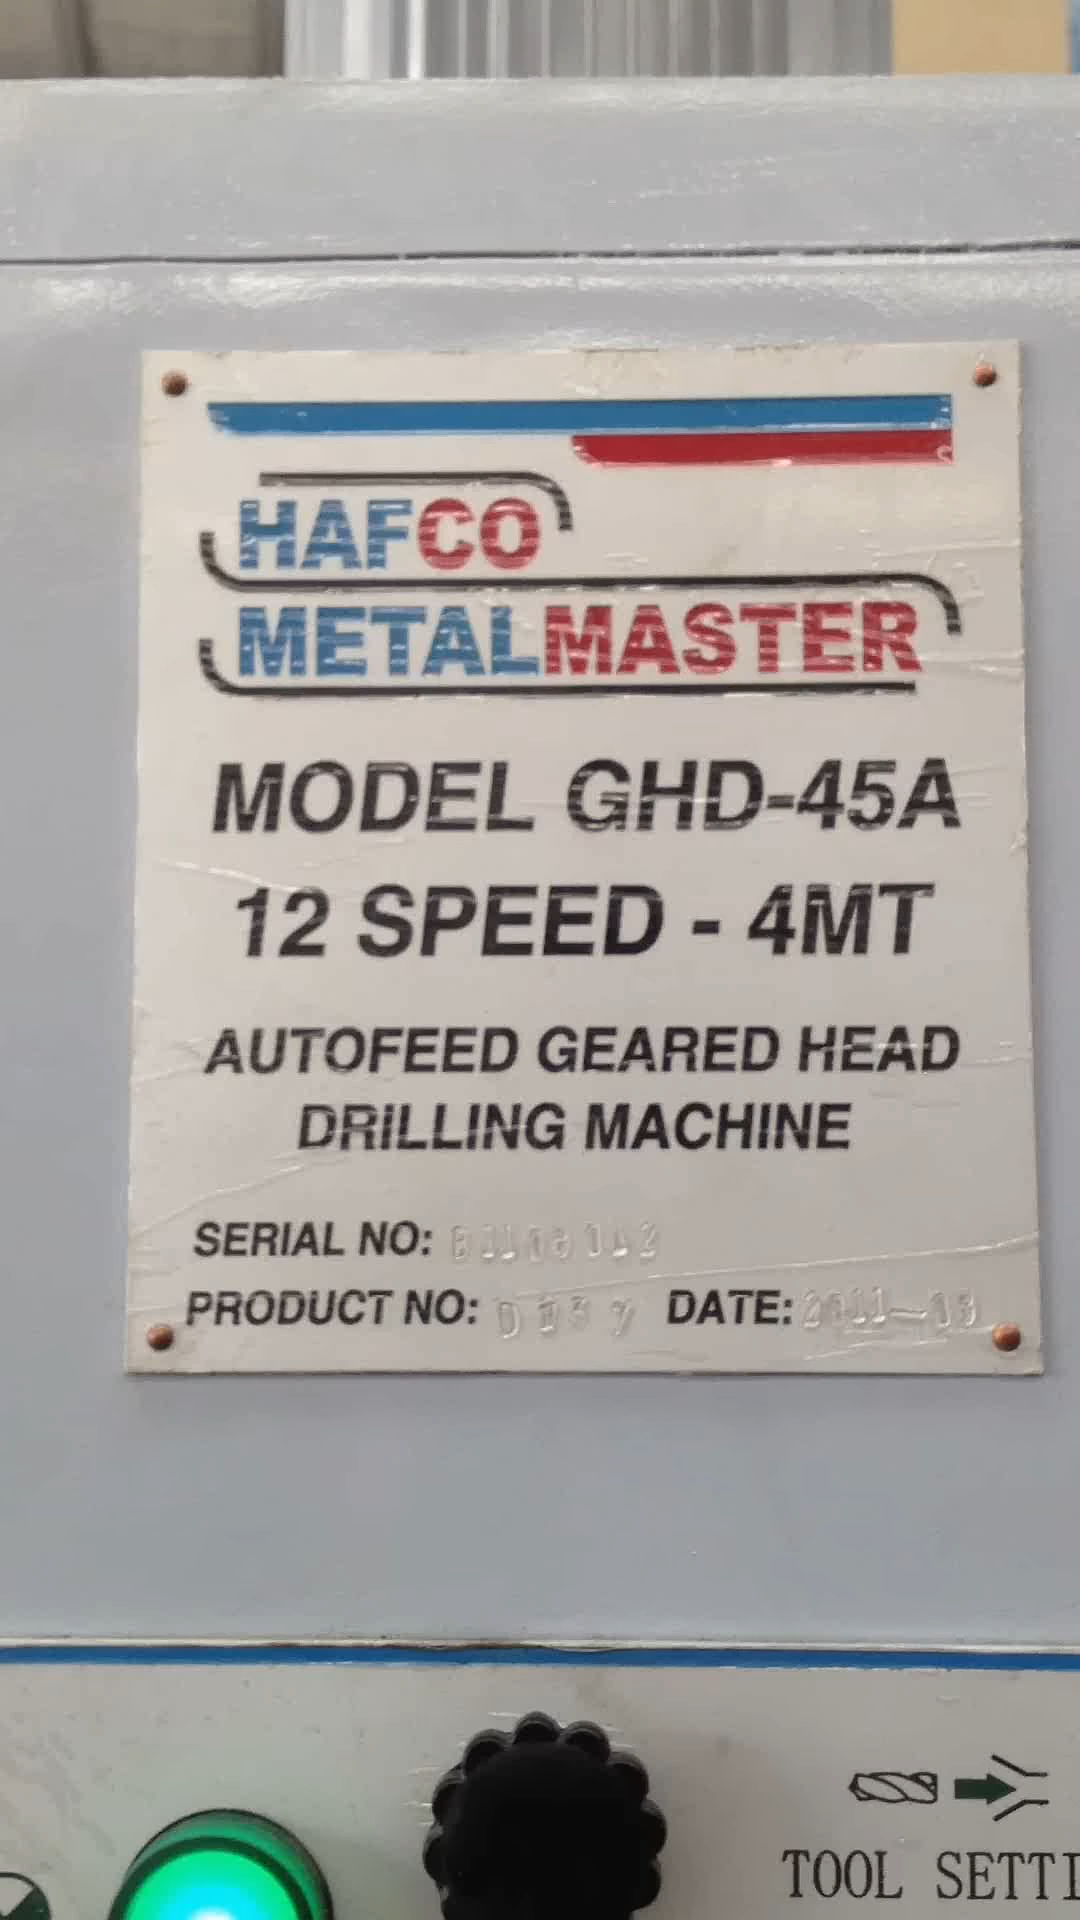 HAFCO
METALMASTER
MODEL GHD-45A
12 SPEED - 4MT
AUTOFEED GEARED HEAD
DRILLING MACHINE
SERIAL NO:
PRODUCT NO: DATE:
TOOL SETTI